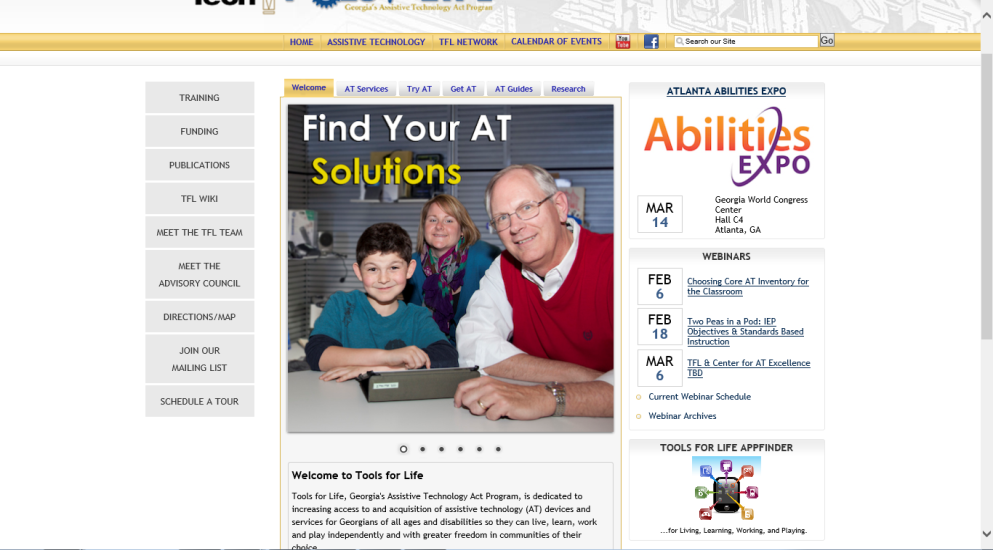 Tech
Georgia's Assistive Technology Act Program
HOME
ASSISTIVE TECHNOLOGY
TFL NETWORK
CALENDAR OF EVENTS
You
Tube
f
Search our Site
Go
TRAINING
FUNDING
PUBLICATIONS
TFL WIKI
MEET THE TFL TEAM
MEET THE
ADVISORY COUNCIL
DIRECTIONS/MAP
JOIN OUR
MAILING LIST
SCHEDULE A TOUR
Welcome
AT Services
Try AT
Get AT
AT Guides
Research
Find Your AT
Solutions
Welcome to Tools for Life
Tools for Life, Georgia's Assistive Technology Act Program, is dedicated to
increasing access to and acquisition of assistive technology (AT) devices and
services for Georgians of all ages and disabilities so they can live, learn, work
and play independently and with greater freedom in communities of their
choice.
ATLANTA ABILITIES EXPO
Abilities
EXPO
MAR
14
Georgia World Congress
Center
Hall C4
Atlanta, GA
WEBINARS
FEB
6
Choosing Core AT Inventory for
the Classroom
FEB
18
Two Peas in a Pod: IEP
Objectives & Standards Based
Instruction
MAR
6
TFL & Center for AT Excellence
TBD
Current Webinar Schedule
Webinar Archives
TOOLS FOR LIFE APPFINDER
...for Living, Learning, Working, and Playing.